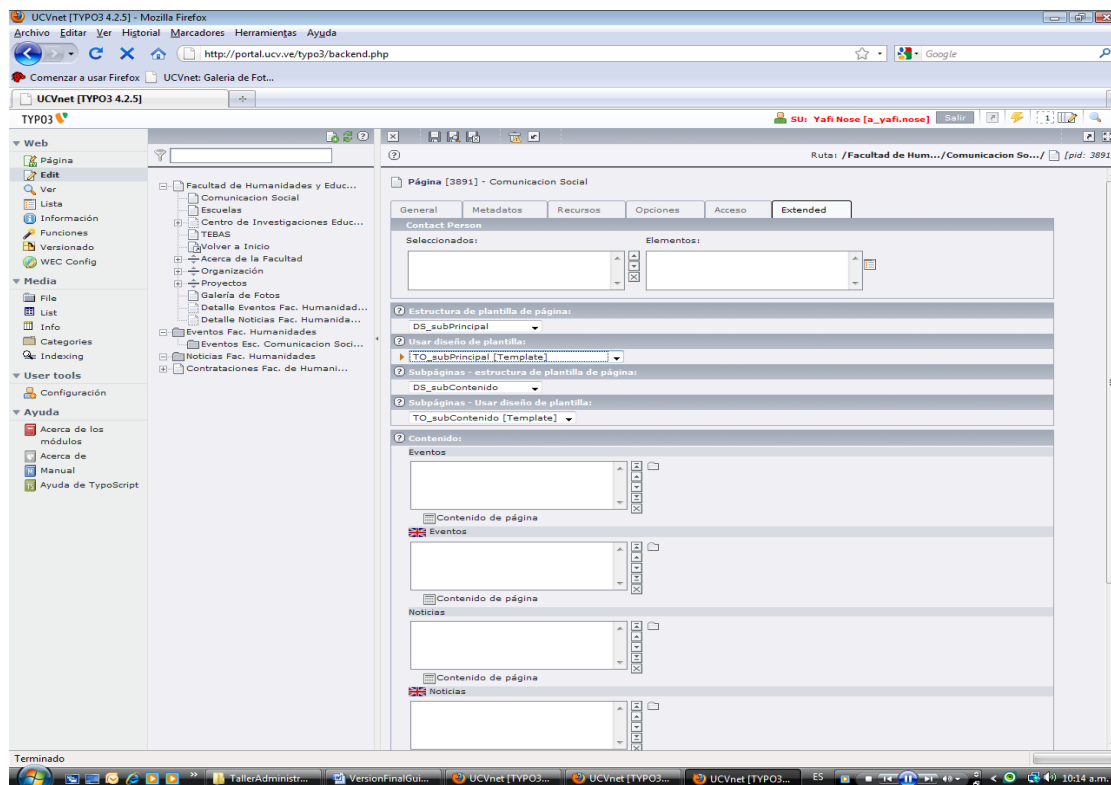 UCVnet [TYPO3 4.2.5] - Mozilla Firefox
Archivo Editar Ver Historial Marcadores Herramientas Ayuda
http://portal.ucv.ve/typo3/backend.php
Google
Comenzar a usar Firefox UCVnet: Galeria de Fot...
UCVnet [TYPO3 4.2.5]
TYPO3 SU: Yafi Nose [a_yafi.nose] Salir 1
Web
Página
Edit
Ver
Lista
Información
Funciones
Versionado
WEC Config
Media
File
List
Info
Categories
Indexing
User tools
Configuración
Ayuda
Acerca de los
módulos
Acerca de
Manual
Ayuda de TypoScript
Facultad de Humanidades y Educ...
Comunicacion Social
Escuelas
Centro de Investigaciones Educ...
TEBAS
Volver a Inicio
Acerca de la Facultad
Organización
Proyectos
Galería de Fotos
Detalle Eventos Fac. Humanidad...
Detalle Noticias Fac. Humanida...
Eventos Fac. Humanidades
Eventos Esc. Comunicacion Soci...
Noticias Fac. Humanidades
Contrataciones Fac. de Humani...
Ruta: /Facultad de Hum.../Comunicacion So.../ [pid: 3891
Página [3891] - Comunicacion Social
General Metadatos Recursos Opciones Acceso Extended
Contact Person
Seleccionados: Elementos:
Estructura de plantilla de página:
DS_subPrincipal
Usar diseño de plantilla:
TO_subPrincipal [Template]
Subpáginas - estructura de plantilla de página:
DS_subContenido
Subpáginas - Usar diseño de plantilla:
TO_subContenido [Template]
Contenido:
Eventos
Contenido de página
Eventos
Contenido de página
Noticias
Contenido de página
Noticias
Terminado
TallerAdministr... VersionFinalGui... UCVnet [TYPO3... UCVnet [TYPO3... UCVnet [TYPO3... ES 10:14 a.m.